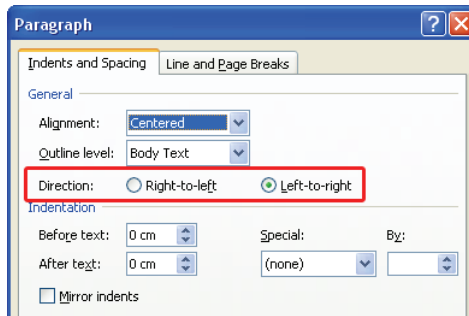 Paragraph
Indents and Spacing Line and Page Breaks
General
Alignment: Centered
Outline level: Body Text
Direction: Right-to-left Left-to-right
Indentation
Before text: 0 cm Special: By:
After text: 0 cm (none)
Mirror indents